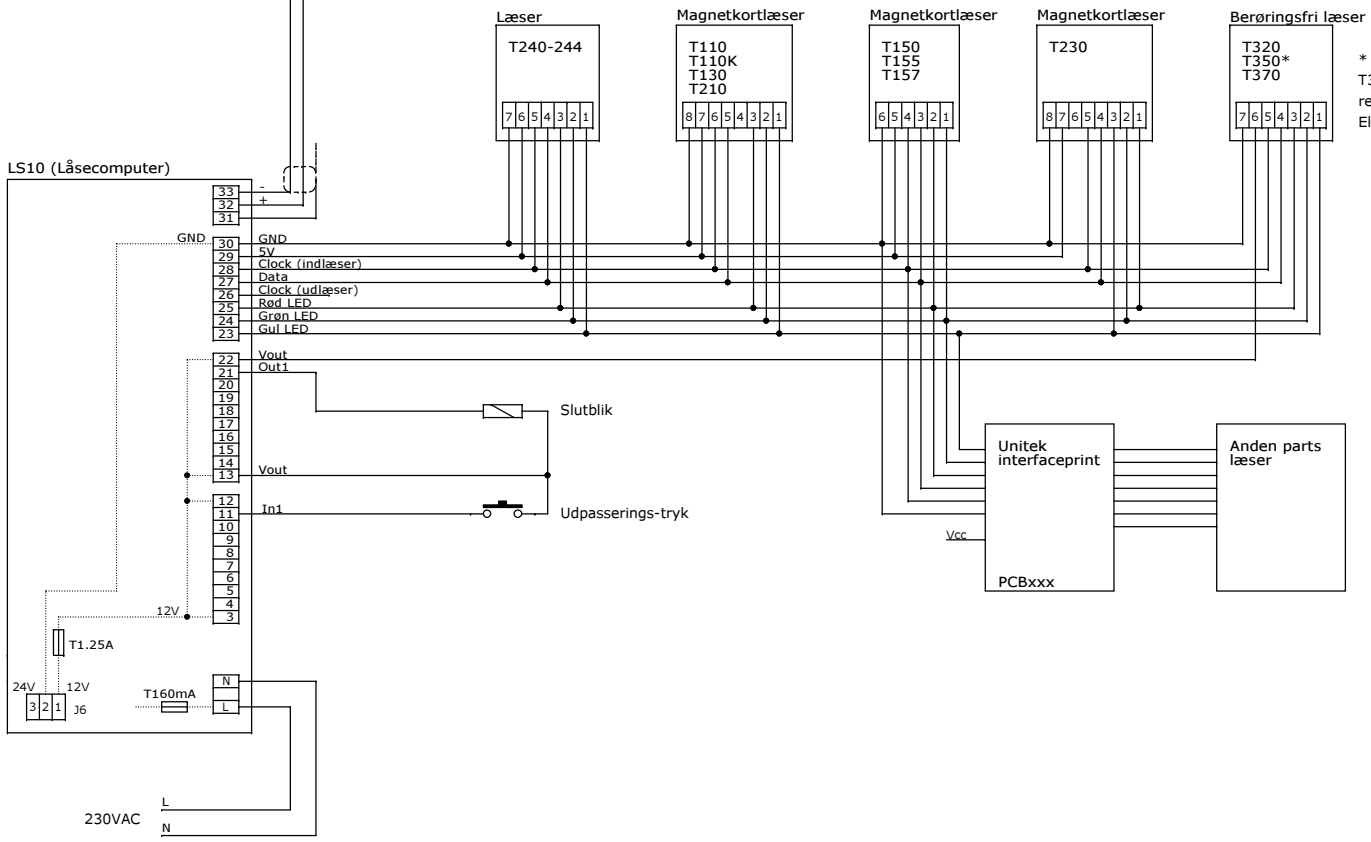 Læser
Magnetkortlæser
Magnetkortlæser
Magnetkortlæser
Berøringsfri læser
T240-244
T110
T110K
T130
T210
T150
T155
T157
T230
T320
T350*
T370
*
T3
re
El
7 6 5 4 3 2 1
8 7 6 5 4 3 2 1
6 5 4 3 2 1
8 7 6 5 4 3 2 1
7 6 5 4 3 2 1
LS10 (Låsecomputer)
33 -
32 +
31
GND 30 GND
29 5V
28 Clock (indlæser)
27 Data
26 Clock (udlæser)
25 Rød LED
24 Grøn LED
23 Gul LED
22 Vout
21 Out1
20
19
18
17
16
15
14
13 Vout
12
11 In1
10
9
8
7
6
5
4
12V 3
Slutblik
Udpasserings-tryk
Unitek
interfaceprint
Vcc
PCBxxx
Anden parts
læser
T1.25A
24V 12V
3 2 1 J6
T160mA
N
L
230VAC
L
N